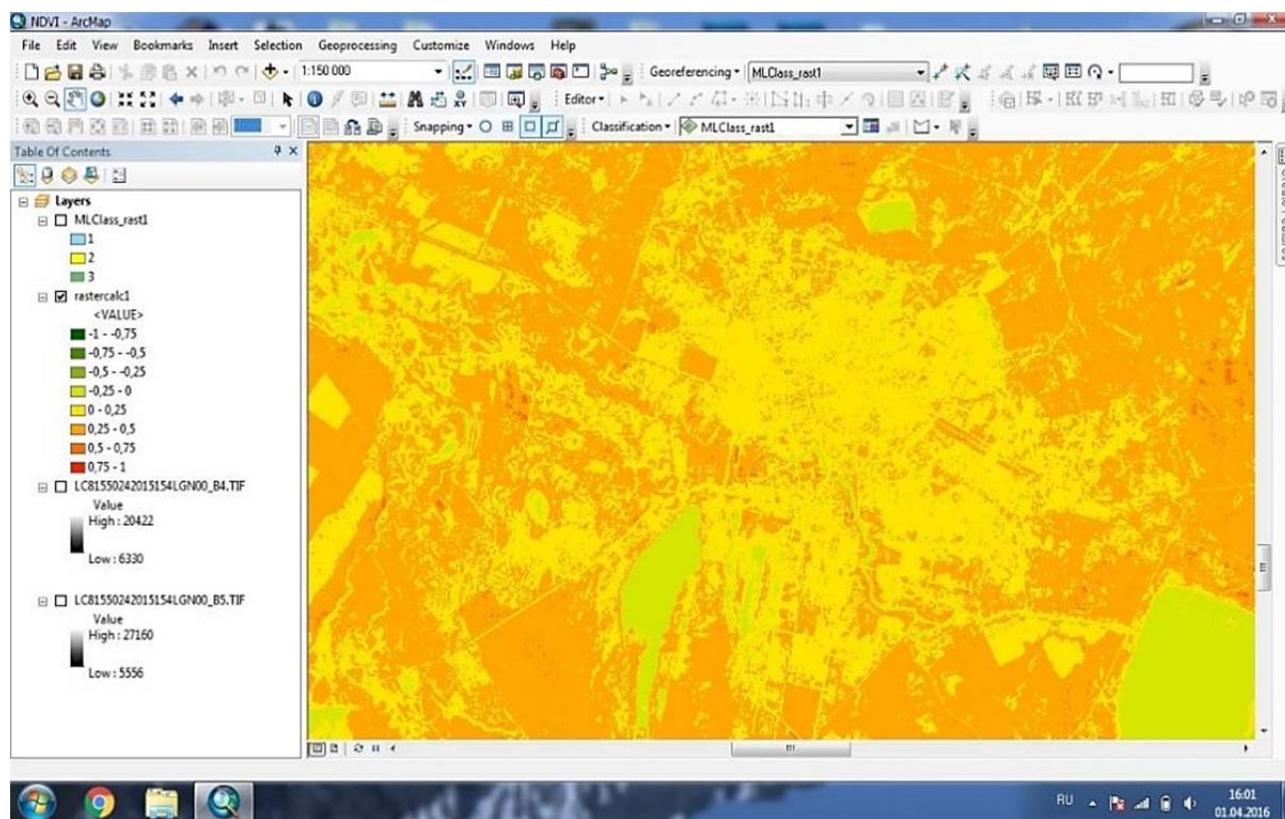 NDVI - ArcMap
File Edit View Bookmarks Insert Selection Geoprocessing Customize Windows Help
1:150 000 Georeferencing MLClass_rast1
Editor
Snapping Classification MLClass_rast1
Table Of Contents
Layers
MLClass_rast1
1
2
3
rastercalc1
<VALUE>
-1 - -0,75
-0,75 - -0,5
-0,5 - -0,25
-0,25 - 0
0 - 0,25
0,25 - 0,5
0,5 - 0,75
0,75 - 1
LC81550242015154LGN00_B4.TIF
Value
High : 20422
Low : 6330
LC81550242015154LGN00_B5.TIF
Value
High : 27160
Low : 5556
RU
16:01
01.04.2016